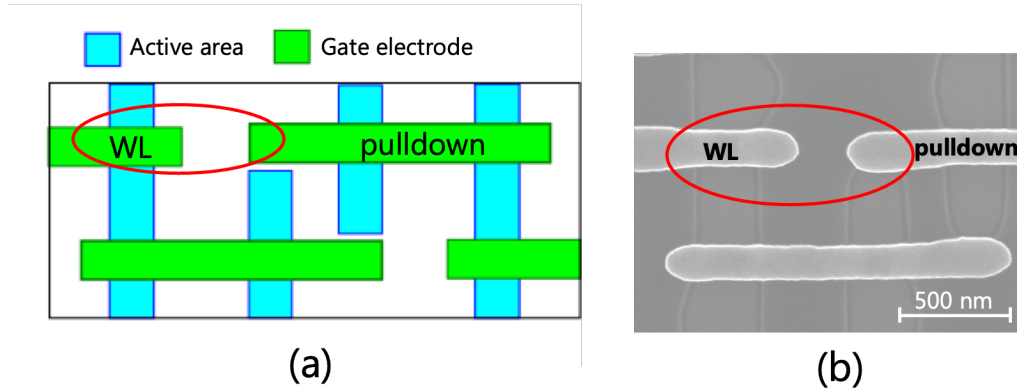 Active area
Gate electrode
WL
pulldown
WL
pulldown
500 nm
(a)
(b)